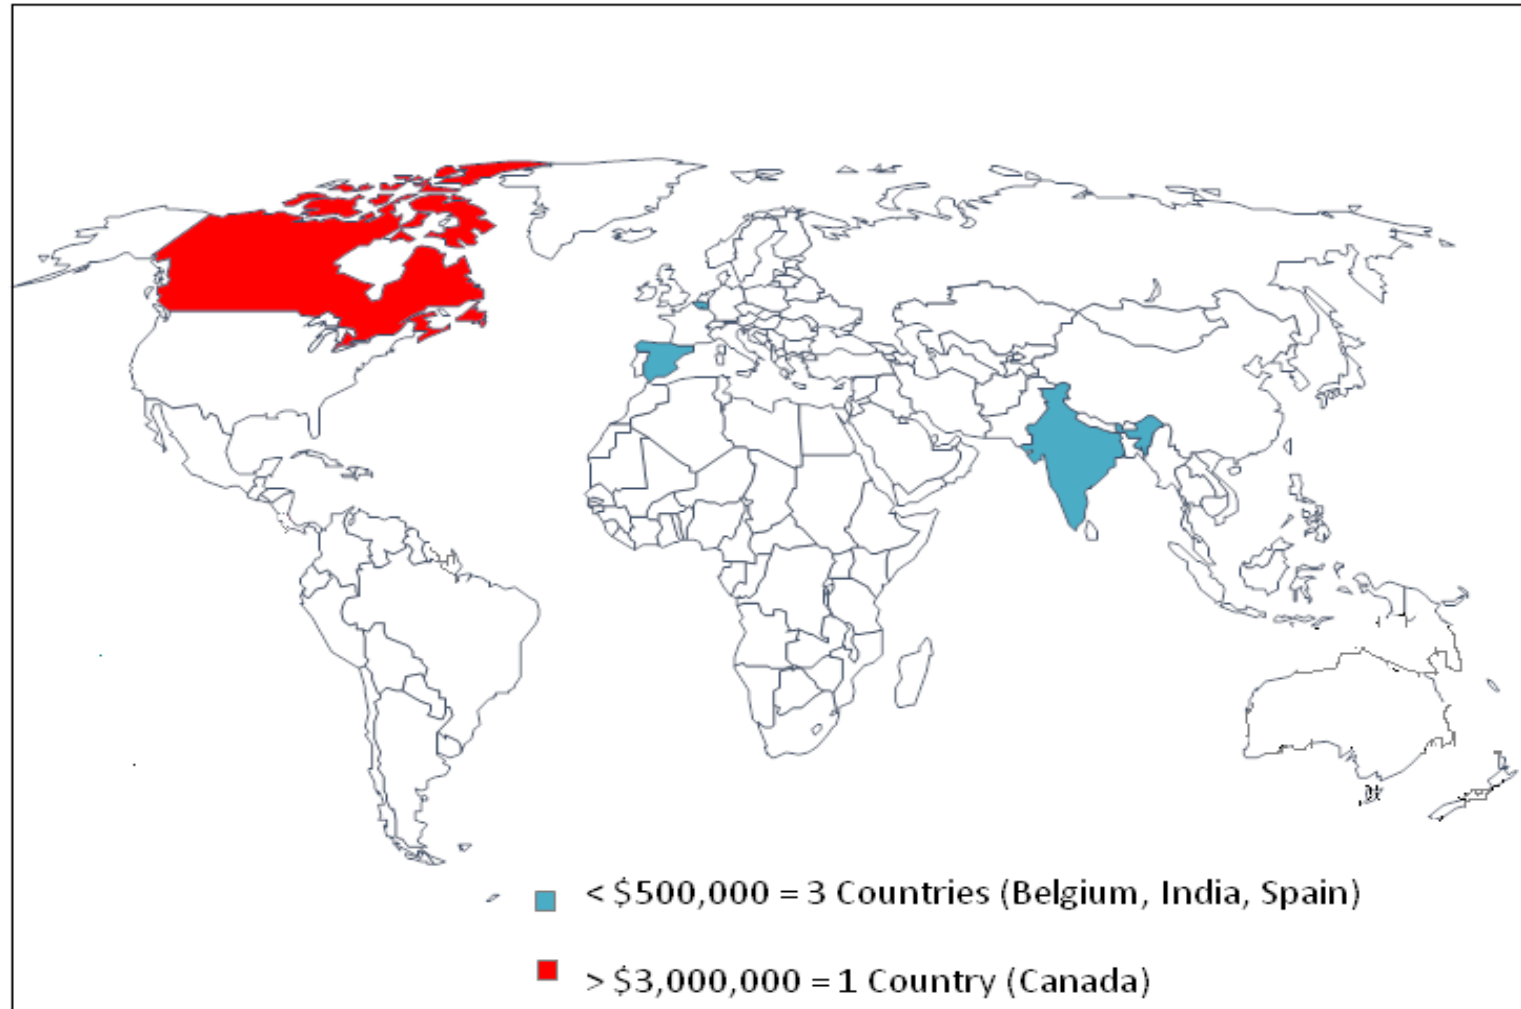 < $500,000 = 3 Countries (Belgium, India, Spain)
> $3,000,000 = 1 Country (Canada)